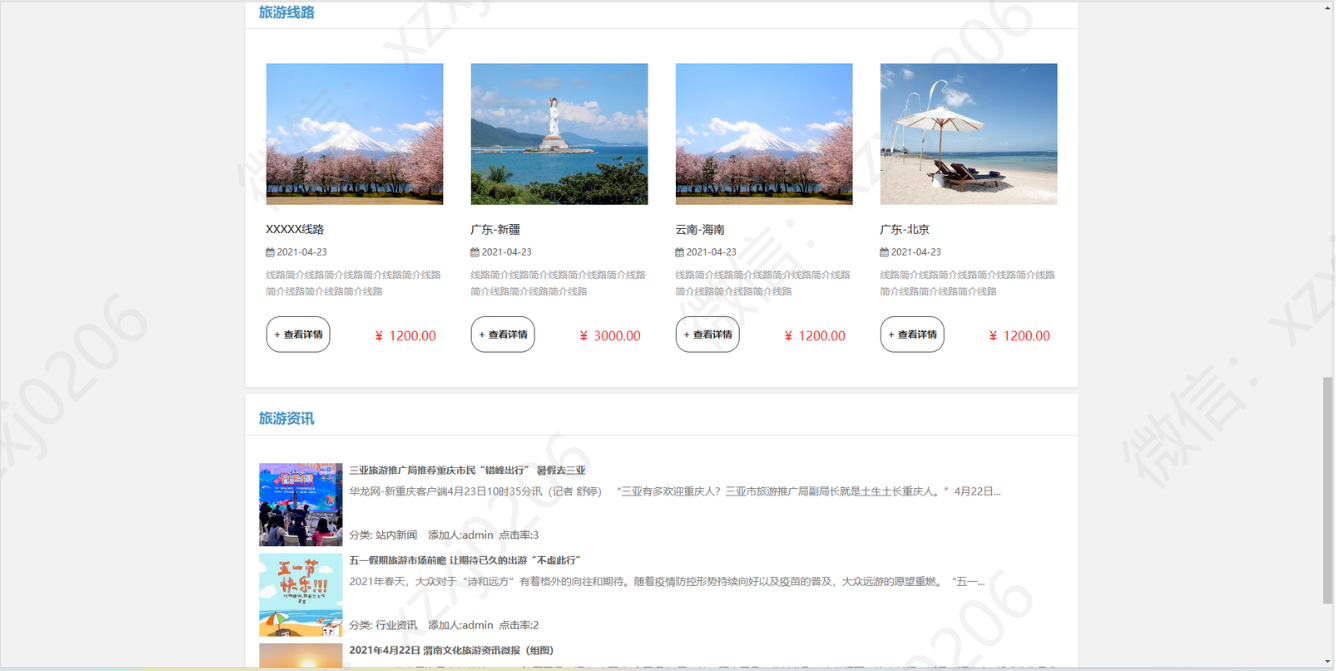 旅游线路
XXXXX线路
2021-04-23
线路简介线路简介线路简介线路简介线路
简介线路简介线路简介线路
+ 查看详情
¥ 1200.00
广东-新疆
2021-04-23
线路简介线路简介线路简介线路简介线路
简介线路简介线路简介线路
+ 查看详情
¥ 3000.00
云南-海南
2021-04-23
线路简介线路简介线路简介线路简介线路
简介线路简介线路简介线路
+ 查看详情
¥ 1200.00
广东-北京
2021-04-23
线路简介线路简介线路简介线路简介线路
简介线路简介线路简介线路
+ 查看详情
¥ 1200.00
旅游资讯
三亚旅游推广局推荐重庆市民“错峰出行” 暑假去三亚
华龙网-新重庆客户端4月23日10时35分讯（记者 舒婷） “三亚有多欢迎重庆人？三亚市旅游推广局副局长就是土生土长重庆人。”4月22日...
分类: 站内新闻 添加人:admin 点击率:3
五一节
快乐!!!
五一假期旅游市场前瞻 让期待已久的出游“不虚此行”
2021年春天，大众对于“诗和远方”有着格外的向往和期待。随着疫情防控形势持续向好以及疫苗的普及，大众远游的愿望重燃。 “五一...
分类: 行业资讯 添加人:admin 点击率:2
2021年4月22日 渭南文化旅游资讯微报（组图）
微信：xzxj0206